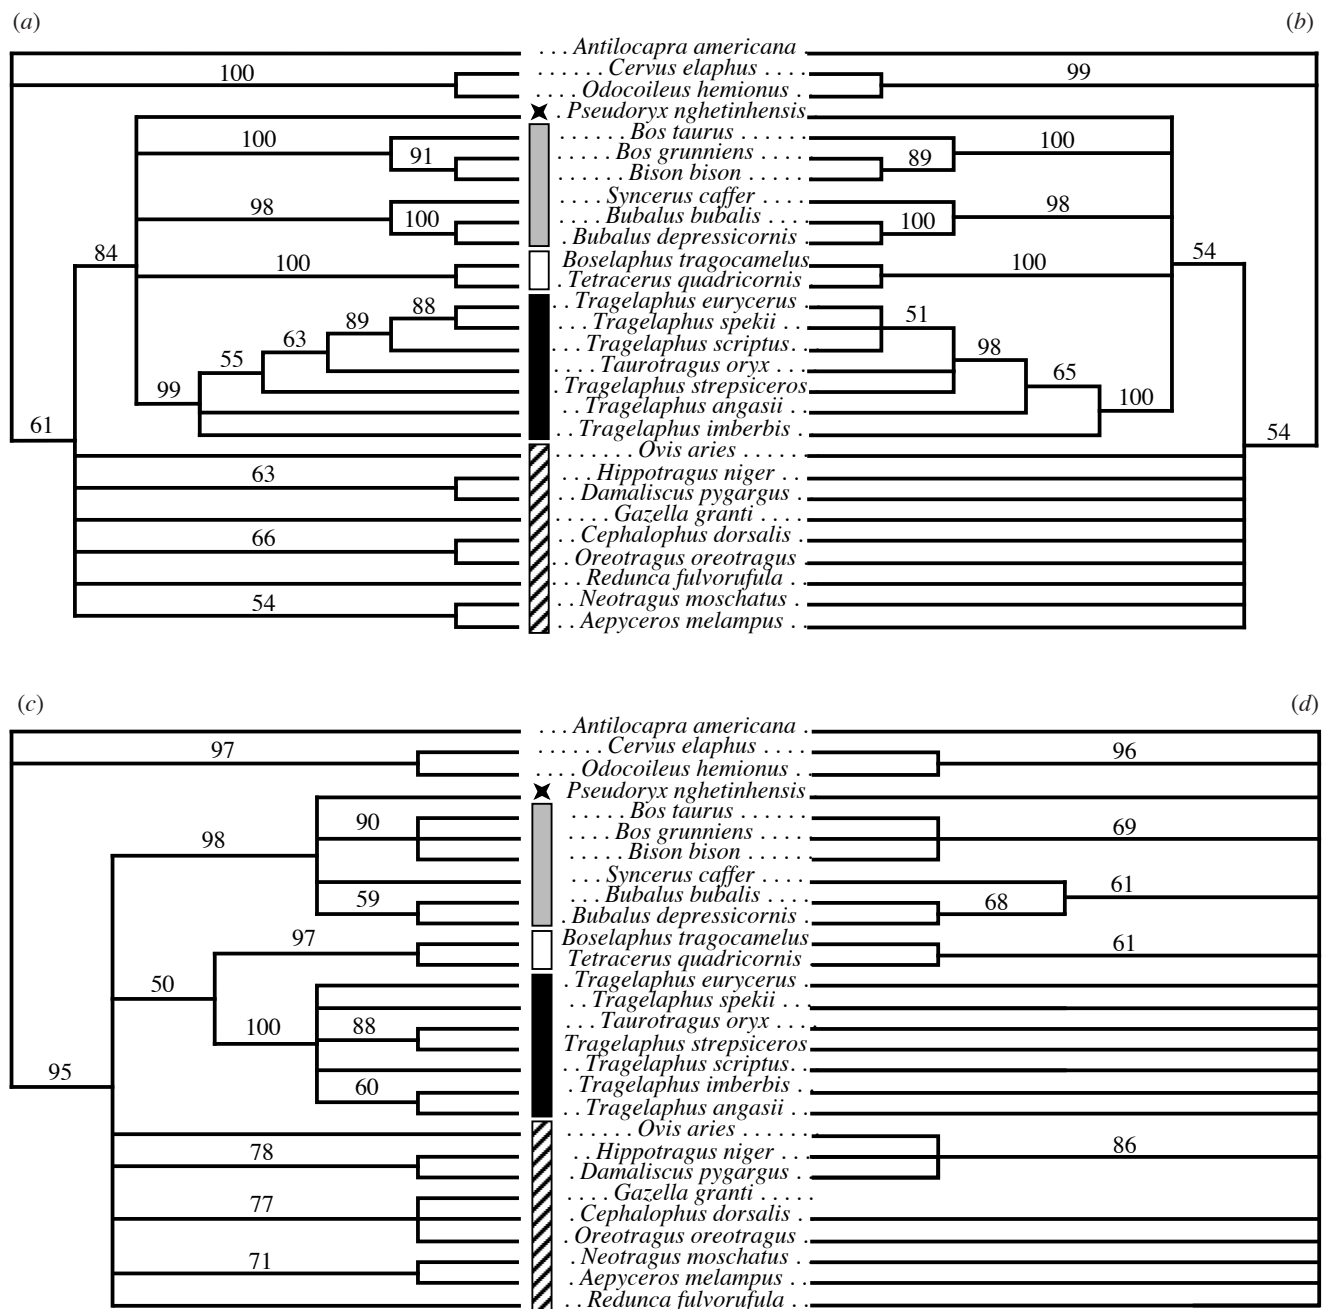 (a) (b)
. . . Antilocapra americana .
100 . . . . . . Cervus elaphus . . . . 99
. . . . Odocoileus hemionus .
. Pseudoryx nghetinhensis
100 . . . . . . Bos taurus . . . . . . 100
91 . . . . . Bos grunniens . . . . 89
. . . . . . Bison bison . . . . . .
98 . . . . Syncerus caffer . . . . 98
100 . . . Bubalus bubalis . . . . 100
. Bubalus depressicornis .
84 100 Boselaphus tragocamelus 100 54
. Tetracerus quadricornis
88 . . Tragelaphus eurycerus .
89 . . Tragelaphus spekii . . 51
63 . . Tragelaphus scriptus . .
55 . . . Taurotragus oryx . . . 98
99 . Tragelaphus strepsiceros 65
. . Tragelaphus angasii . . 100
61 . . Tragelaphus imberbis . 54
. . . . . . . Ovis aries . . . . . .
63 . . . Hippotragus niger . .
. . Damaliscus pygargus .
. . . . . Gazella granti . . . .
66 . . Cephalophus dorsalis .
. Oreotragus oreotragus
. . . Redunca fulvorufula . .
54 . . Neotragus moschatus .
. . Aepyceros melampus . .
(c) (d)
. . . Antilocapra americana .
97 . . . . . . Cervus elaphus . . . . 96
. . . . Odocoileus hemionus . .
Pseudoryx nghetinhensis
98 90 . . . . . Bos taurus . . . . . . 69
. . . . Bos grunniens . . . .
. . . . . Bison bison . . . . . .
. . . Syncerus caffer . . . . 61
59 . . . Bubalus bubalis . . . 68
. Bubalus depressicornis .
97 Boselaphus tragocamelus 61
Tetracerus quadricornis
50 . Tragelaphus eurycerus .
. . Tragelaphus spekii . . .
100 88 . . Taurotragus oryx . . . .
Tragelaphus strepsiceros
95 . . Tragelaphus scriptus. .
60 . Tragelaphus imberbis . .
. . Tragelaphus angasii . .
. . . . . . Ovis aries . . . . . .
78 . . Hippotragus niger . . 86
. . Damaliscus pygargus . .
77 . . . . Gazella granti . . . . .
. Cephalophus dorsalis .
. Oreotragus oreotragus .
71 . Neotragus moschatus . .
. Aepyceros melampus . .
. . Redunca fulvorufula . .